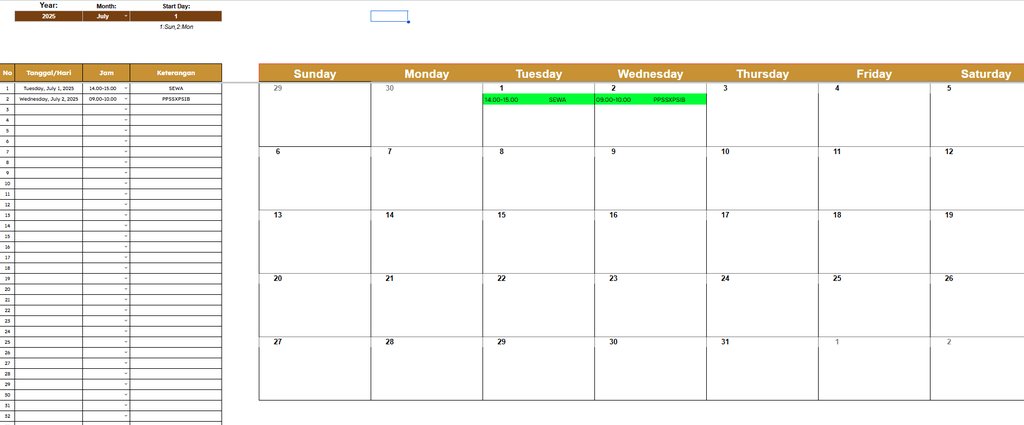 Year: Month: Start Day:
2025 July 1
1:Sun,2:Mon
No Tanggal/Hari Jam Keterangan
1 Tuesday, July 1, 2025 14.00-15.00 SEWA
2 Wednesday, July 2, 2025 09.00-10.00 PPSSXPSIB
3
4
5
6
7
8
9
10
11
12
13
14
15
16
17
18
19
20
21
22
23
24
25
26
27
28
29
30
31
32
Sunday Monday Tuesday Wednesday Thursday Friday Saturday
29 30 1 2 3 4 5
14.00-15.00 SEWA 09.00-10.00 PPSSXPSIB
6 7 8 9 10 11 12
13 14 15 16 17 18 19
20 21 22 23 24 25 26
27 28 29 30 31 1 2